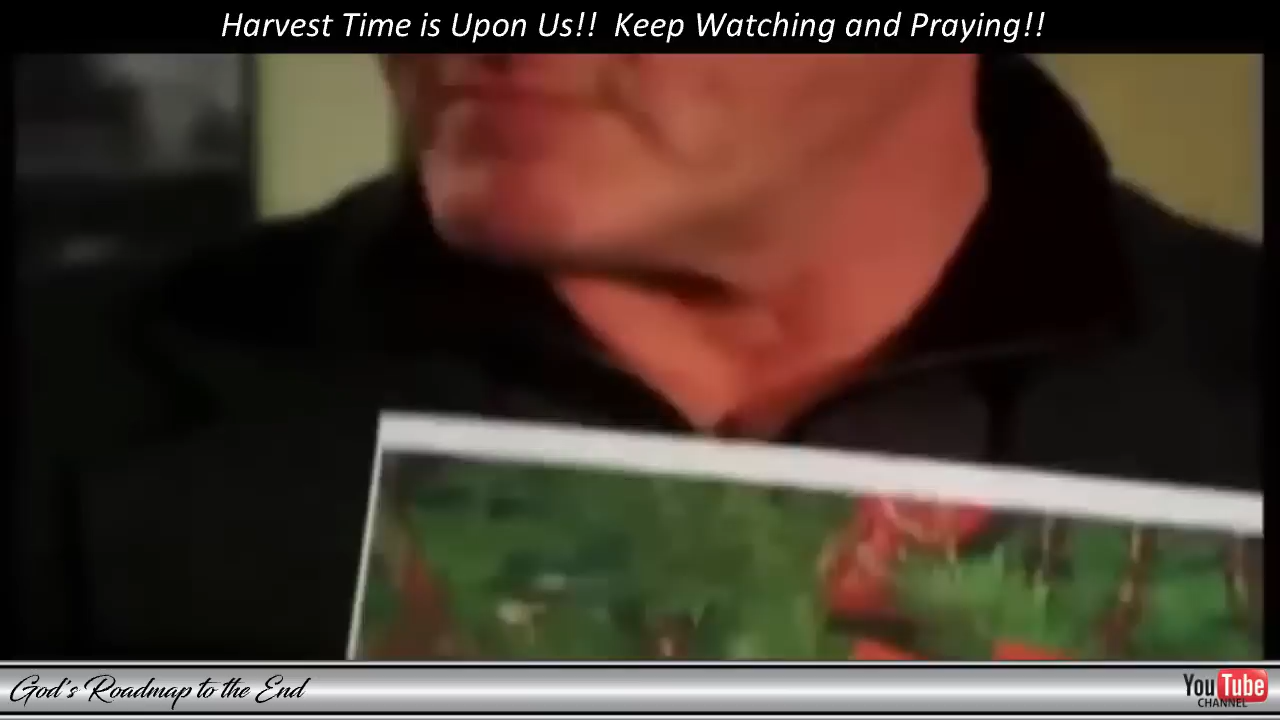 Harvest Time is Upon Us!!  Keep Watching and Praying!!
God's Roadmap to the End
YouTube
CHANNEL